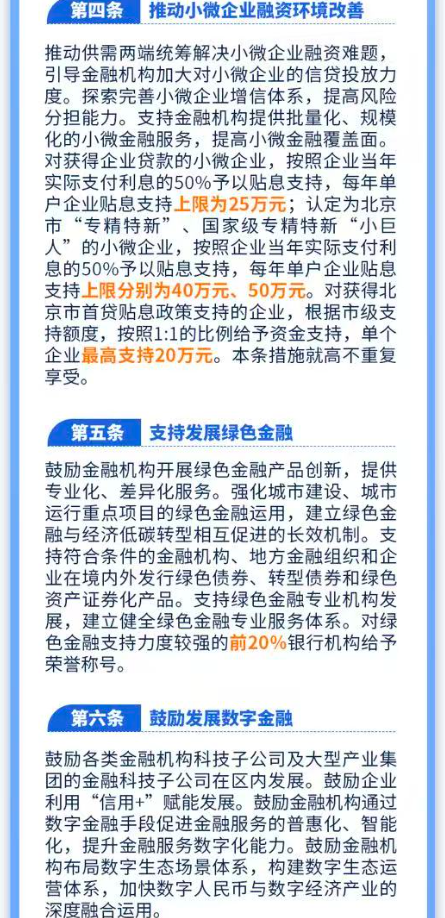 第四条 推动小微企业融资环境改善
推动供需两端统筹解决小微企业融资难题，
引导金融机构加大对小微企业的信贷投放力
度。探索完善小微企业增信体系，提高风险
分担能力。支持金融机构提供批量化、规模
化的小微金融服务，提高小微金融覆盖面。
对获得企业贷款的小微企业，按照企业当年
实际支付利息的50%予以贴息支持，每年单
户企业贴息支持上限为25万元；认定为北京
市“专精特新”、国家级专精特新“小巨
人”的小微企业，按照企业当年实际支付利
息的50%予以贴息支持，每年单户企业贴息
支持上限分别为40万元、50万元。对获得北
京市首贷贴息政策支持的企业，根据市级支
持额度，按照1:1的比例给予资金支持，单个
企业最高支持20万元。本条措施就高不重复
享受。
第五条 支持发展绿色金融
鼓励金融机构开展绿色金融产品创新，提供
专业化、差异化服务。强化城市建设、城市
运行重点项目的绿色金融运用，建立绿色金
融与经济低碳转型相互促进的长效机制。支
持符合条件的金融机构、地方金融组织和企
业在境内外发行绿色债券、转型债券和绿色
资产证券化产品。支持绿色金融专业机构发
展，建立健全绿色金融专业服务体系。对绿
色金融支持力度较强的前20%银行机构给予
荣誉称号。
第六条 鼓励发展数字金融
鼓励各类金融机构科技子公司及大型产业集
团的金融科技子公司在区内发展。鼓励企业
利用“信用+”赋能发展。鼓励金融机构通过
数字金融手段促进金融服务的普惠化、智能
化，提升金融服务数字化能力。鼓励金融机
构布局数字生态场景体系，构建数字生态运
营体系，加快数字人民币与数字经济产业的
深度融合运用。